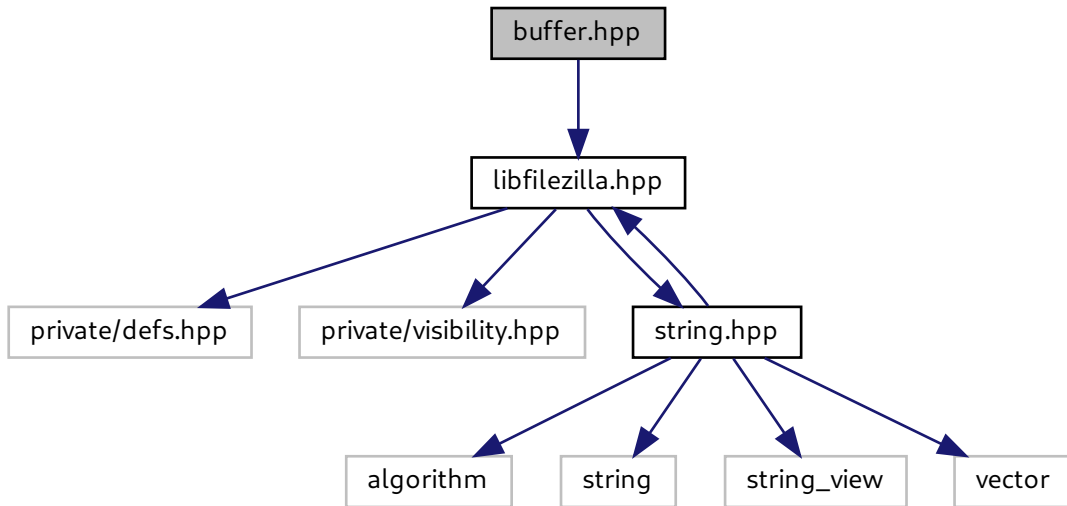 buffer.hpp
libfilezilla.hpp
private/defs.hpp
private/visibility.hpp
string.hpp
algorithm
string
string_view
vector